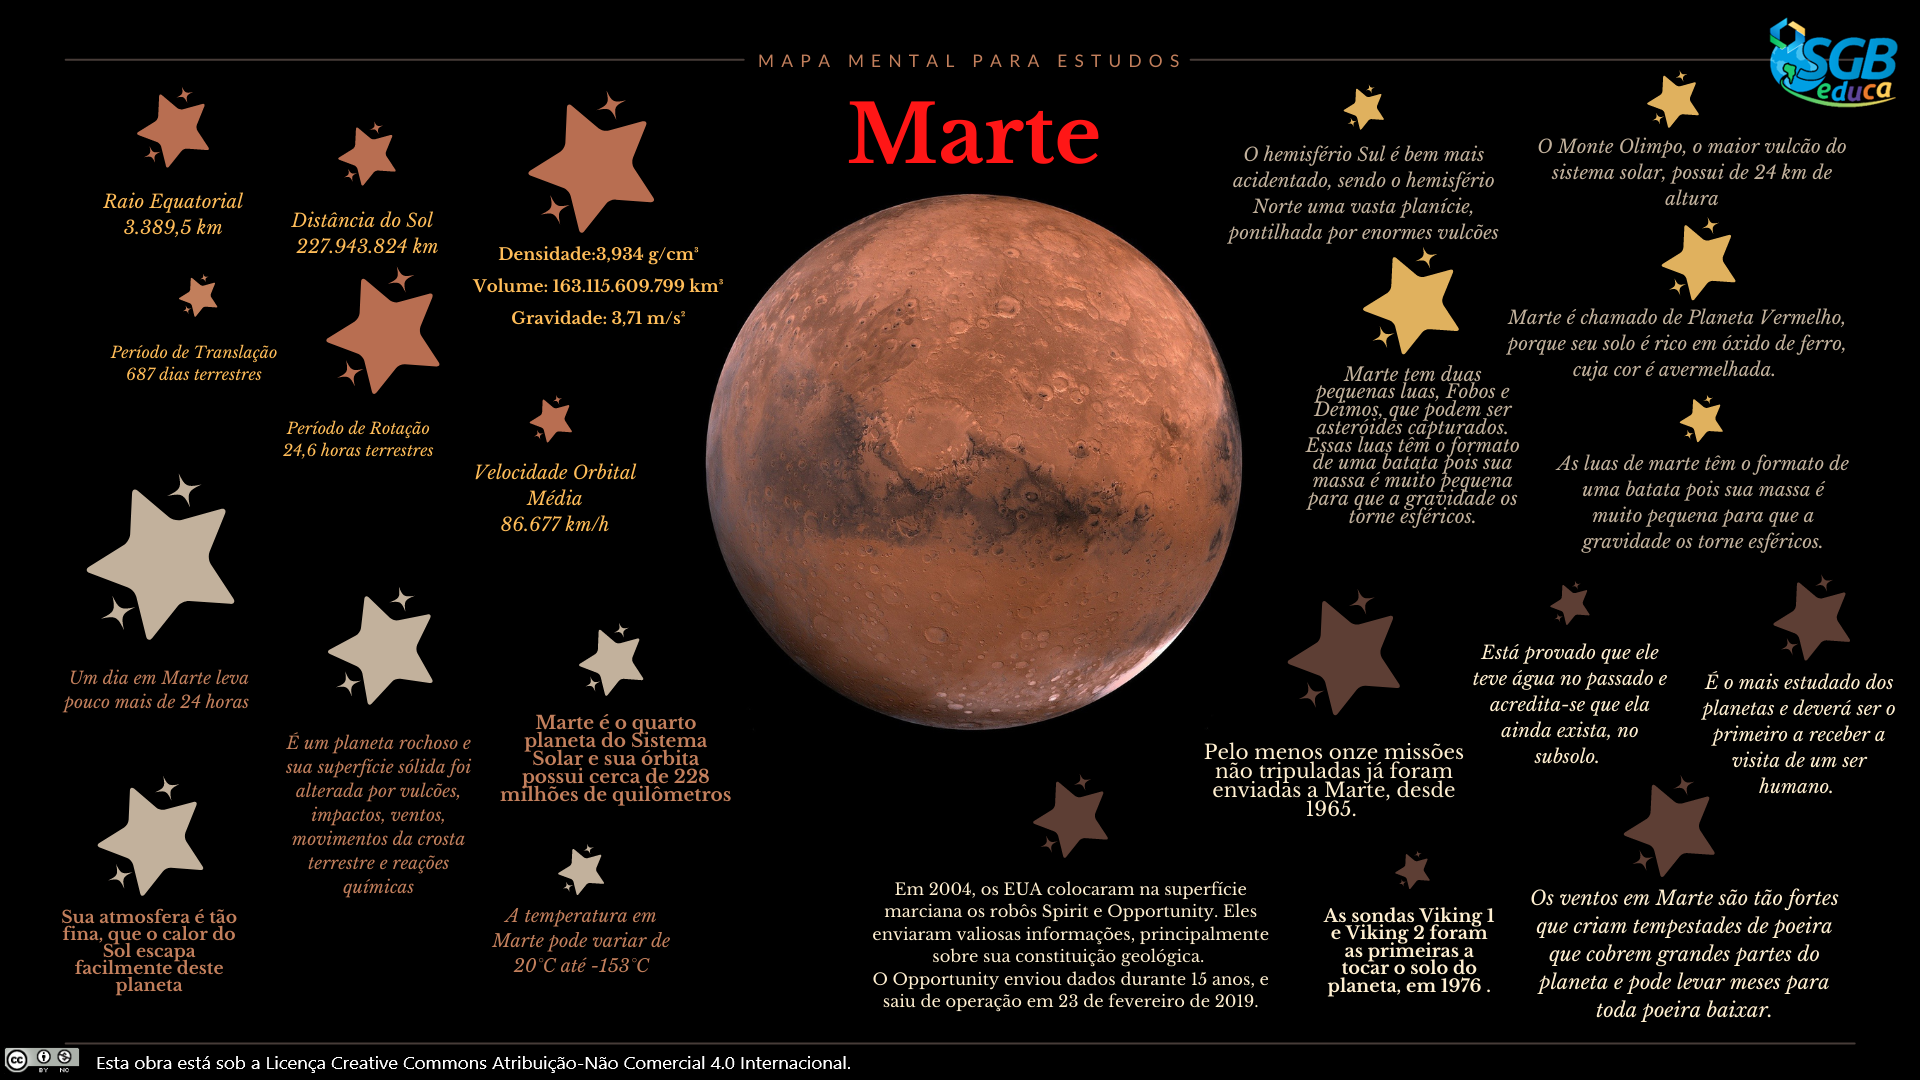 MAPA MENTAL PARA ESTUDOS
SGB
educa
Marte
Raio Equatorial
3.389,5 km
Distância do Sol
227.943.824 km
Densidade:3,934 g/cm³
Volume: 163.115.609.799 km³
Gravidade: 3,71 m/s²
Período de Translação
687 dias terrestres
Período de Rotação
24,6 horas terrestres
Velocidade Orbital
Média
86.677 km/h
Um dia em Marte leva
pouco mais de 24 horas
É um planeta rochoso e
sua superfície sólida foi
alterada por vulcões,
impactos, ventos,
movimentos da crosta
terrestre e reações
químicas
Marte é o quarto
planeta do Sistema
Solar e sua órbita
possui cerca de 228
milhões de quilômetros
Sua atmosfera é tão
fina, que o calor do
Sol escapa
facilmente deste
planeta
A temperatura em
Marte pode variar de
20°C até -153°C
O hemisfério Sul é bem mais
acidentado, sendo o hemisfério
Norte uma vasta planície,
pontilhada por enormes vulcões
O Monte Olimpo, o maior vulcão do
sistema solar, possui de 24 km de
altura
Marte é chamado de Planeta Vermelho,
porque seu solo é rico em óxido de ferro,
cuja cor é avermelhada.
Marte tem duas
pequenas luas, Fobos e
Deimos, que podem ser
asteróides capturados.
Essas luas têm o formato
de uma batata pois sua
massa é muito pequena
para que a gravidade os
torne esféricos.
As luas de marte têm o formato de
uma batata pois sua massa é
muito pequena para que a
gravidade os torne esféricos.
Pelo menos onze missões
não tripuladas já foram
enviadas a Marte, desde
1965.
Está provado que ele
teve água no passado e
acredita-se que ela
ainda exista, no
subsolo.
É o mais estudado dos
planetas e deverá ser o
primeiro a receber a
visita de um ser
humano.
Em 2004, os EUA colocaram na superfície
marciana os robôs Spirit e Opportunity. Eles
enviaram valiosas informações, principalmente
sobre sua constituição geológica.
O Opportunity enviou dados durante 15 anos, e
saiu de operação em 23 de fevereiro de 2019.
As sondas Viking 1
e Viking 2 foram
as primeiras a
tocar o solo do
planeta, em 1976 .
Os ventos em Marte são tão fortes
que criam tempestades de poeira
que cobrem grandes partes do
planeta e pode levar meses para
toda poeira baixar.
cc BY NC
Esta obra está sob a Licença Creative Commons Atribuição-Não Comercial 4.0 Internacional.